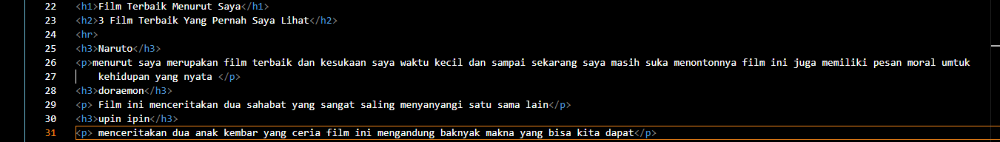 22 <h1>Film Terbaik Menurut Saya</h1>
23 <h2>3 Film Terbaik Yang Pernah Saya Lihat</h2>
24 <hr>
25 <h3>Naruto</h3>
26 <p>menurut saya merupakan film terbaik dan kesukaan saya waktu kecil dan sampai sekarang saya masih suka menontonnya film ini juga memiliki pesan moral umtuk
27 kehidupan yang nyata </p>
28 <h3>doraemon</h3>
29 <p> Film ini menceritakan dua sahabat yang sangat saling menyanyangi satu sama lain</p>
30 <h3>upin ipin</h3>
31 <p> menceritakan dua anak kembar yang ceria film ini mengandung baknyak makna yang bisa kita dapat</p>